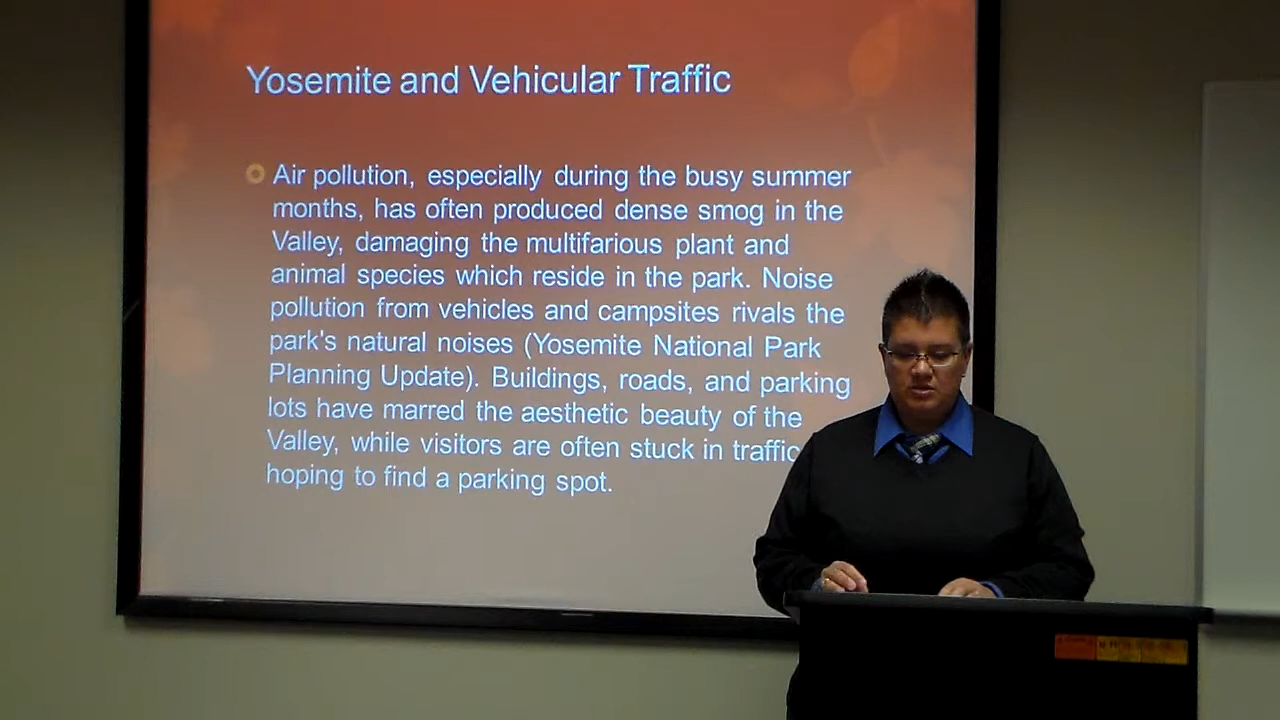 Yosemite and Vehicular Traffic
Air pollution, especially during the busy summer
months, has often produced dense smog in the
Valley, damaging the multifarious plant and
animal species which reside in the park. Noise
pollution from vehicles and campsites rivals the
park's natural noises (Yosemite National Park
Planning Update). Buildings, roads, and parking
lots have marred the aesthetic beauty of the
Valley, while visitors are often stuck in traffic
hoping to find a parking spot.